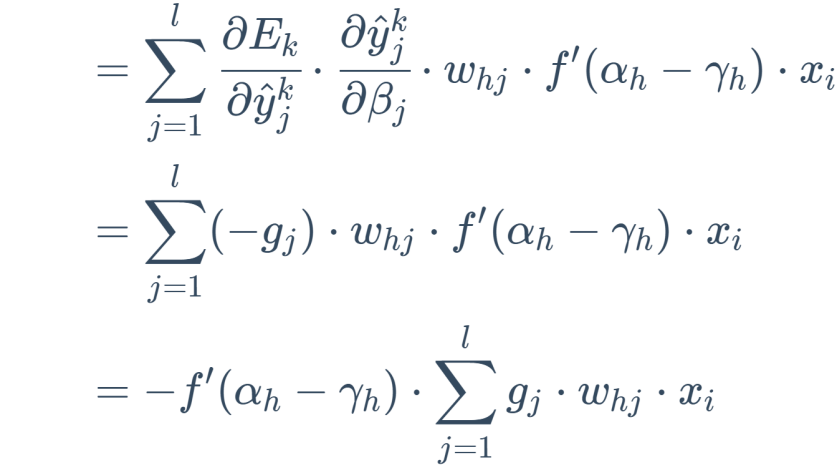 = \sum_{j=1}^{l} \frac{\partial E_k}{\partial \hat{y}_j^k} \cdot \frac{\partial \hat{y}_j^k}{\partial \beta_j} \cdot w_{hj} \cdot f'(\alpha_h - \gamma_h) \cdot x_i
= \sum_{j=1}^{l} (-g_j) \cdot w_{hj} \cdot f'(\alpha_h - \gamma_h) \cdot x_i
= -f'(\alpha_h - \gamma_h) \cdot \sum_{j=1}^{l} g_j \cdot w_{hj} \cdot x_i